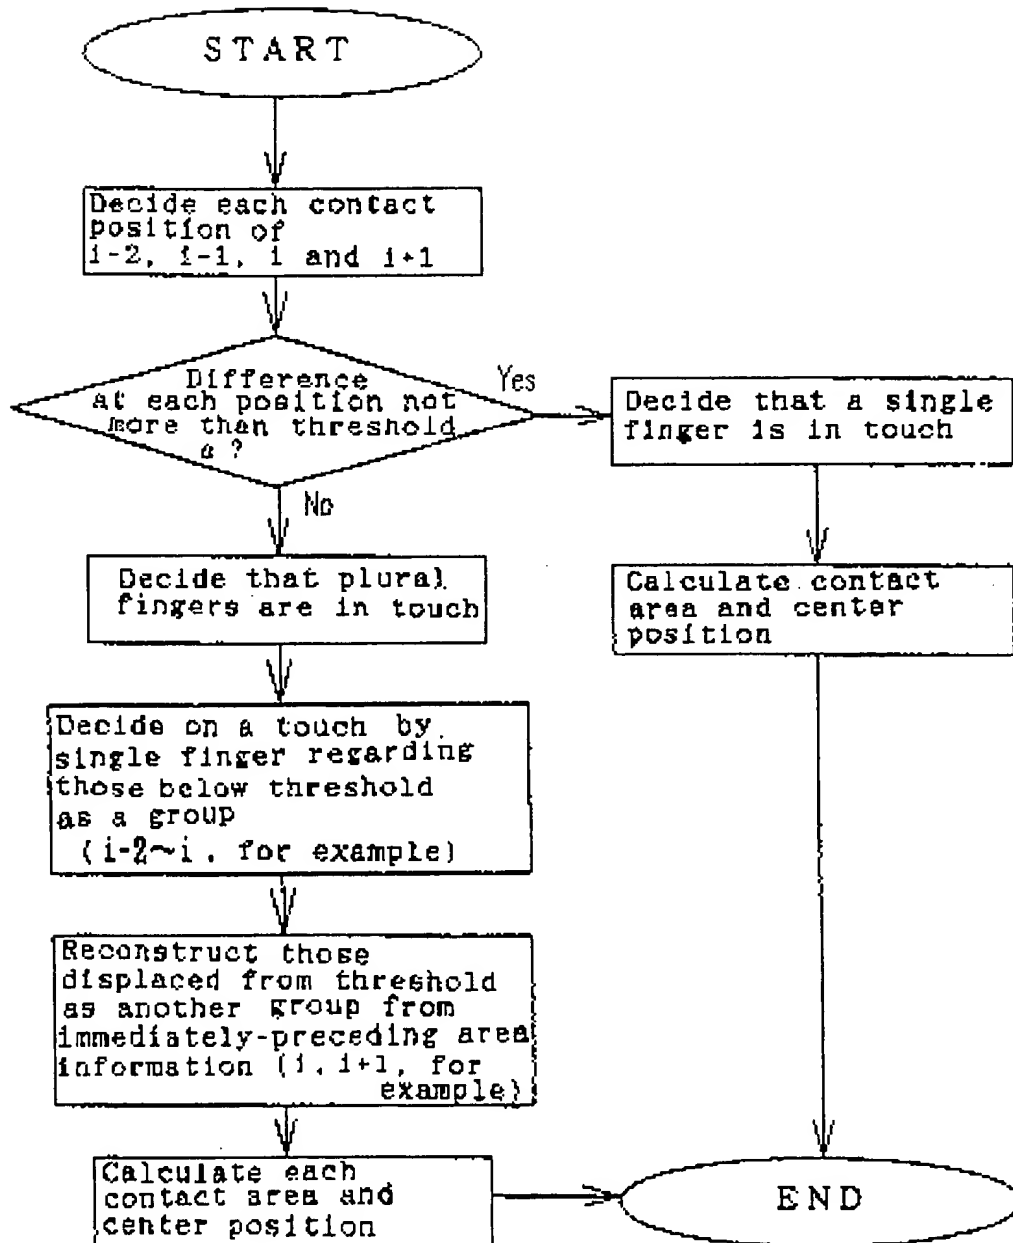 START
Decide each contact
position of
i-2, i-1, i and i+1
Difference
at each position not
more than threshold
a ?
Yes
No
Decide that a single
finger is in touch
Calculate contact
area and center
position
Decide that plural
fingers are in touch
Decide on a touch by
single finger regarding
those below threshold
as a group
(i-2~i, for example)
Reconstruct those
displaced from threshold
as another group from
immediately-preceding area
information (i, i+1, for
example)
Calculate each
contact area and
center position
END